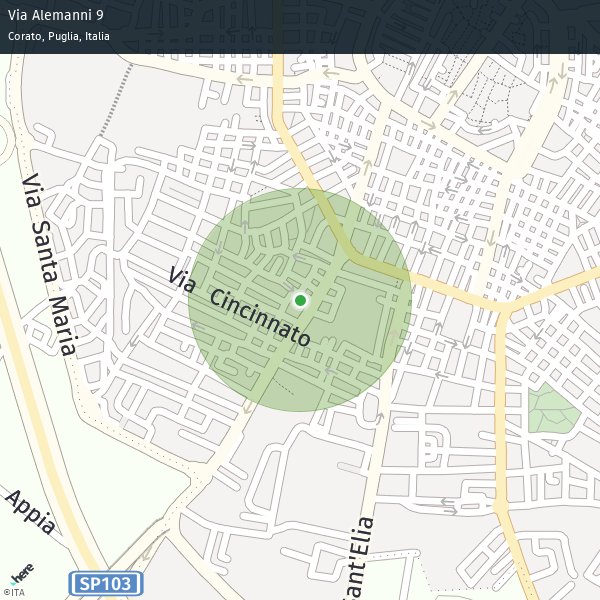 Via Alemanni 9
Corato, Puglia, Italia
Via Santa Maria
Via Cincinnato
Appia
Sant'Elia
SP103
here
©ITA